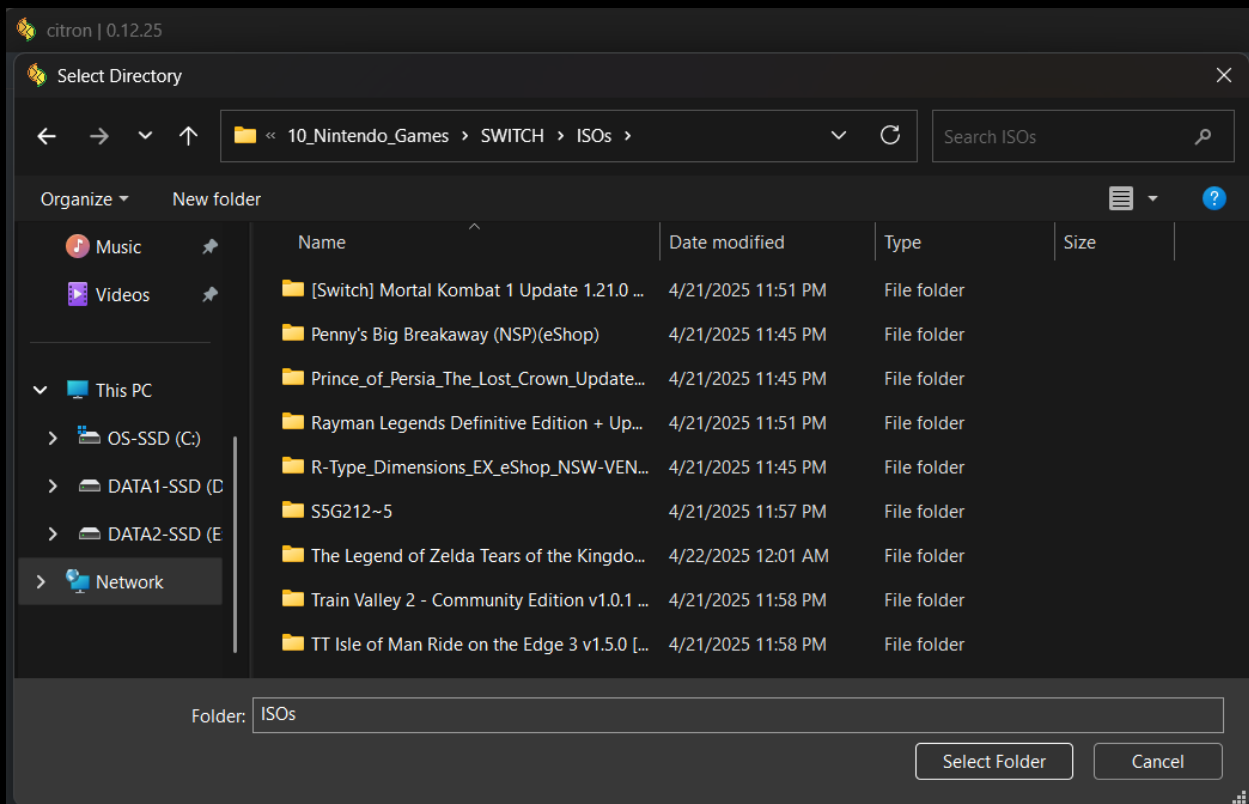 citron | 0.12.25
Select Directory
« 10_Nintendo_Games > SWITCH > ISOs >
Search ISOs
Organize
New folder
Music
Videos
This PC
OS-SSD (C:)
DATA1-SSD (D
DATA2-SSD (E
Network
Name Date modified Type Size
[Switch] Mortal Kombat 1 Update 1.21.0 ... 4/21/2025 11:51 PM File folder
Penny's Big Breakaway (NSP)(eShop) 4/21/2025 11:45 PM File folder
Prince_of_Persia_The_Lost_Crown_Update... 4/21/2025 11:45 PM File folder
Rayman Legends Definitive Edition + Up... 4/21/2025 11:51 PM File folder
R-Type_Dimensions_EX_eShop_NSW-VEN... 4/21/2025 11:45 PM File folder
S5G212~5 4/21/2025 11:57 PM File folder
The Legend of Zelda Tears of the Kingdo... 4/22/2025 12:01 AM File folder
Train Valley 2 - Community Edition v1.0.1 ... 4/21/2025 11:58 PM File folder
TT Isle of Man Ride on the Edge 3 v1.5.0 [... 4/21/2025 11:58 PM File folder
Folder: ISOs
Select Folder
Cancel